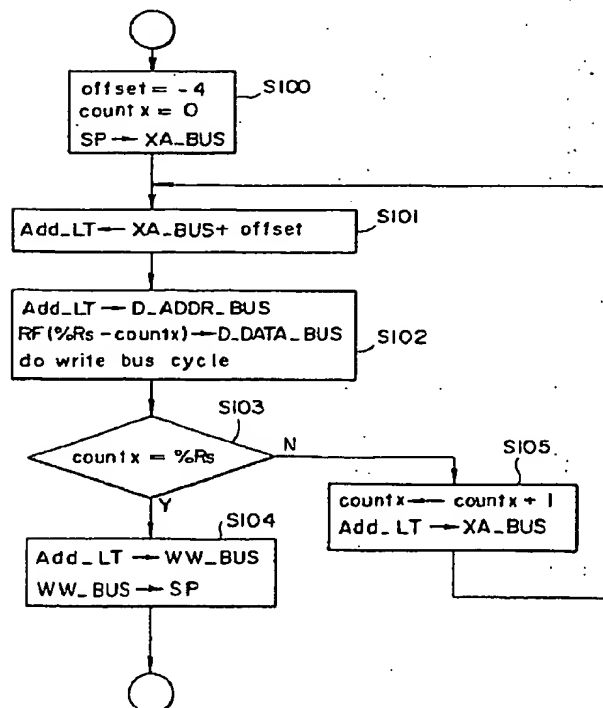 offset = -4
countx = 0
SP → XA_BUS
S100
Add_LT ← XA_BUS+ offset
S101
Add_LT → D_ADDR_BUS
RF(%Rs - countx) → D_DATA_BUS
do write bus cycle
S102
S103
countx = %Rs
N
Y
S105
countx ← countx + 1
Add_LT → XA_BUS
S104
Add_LT → WW_BUS
WW_BUS → SP